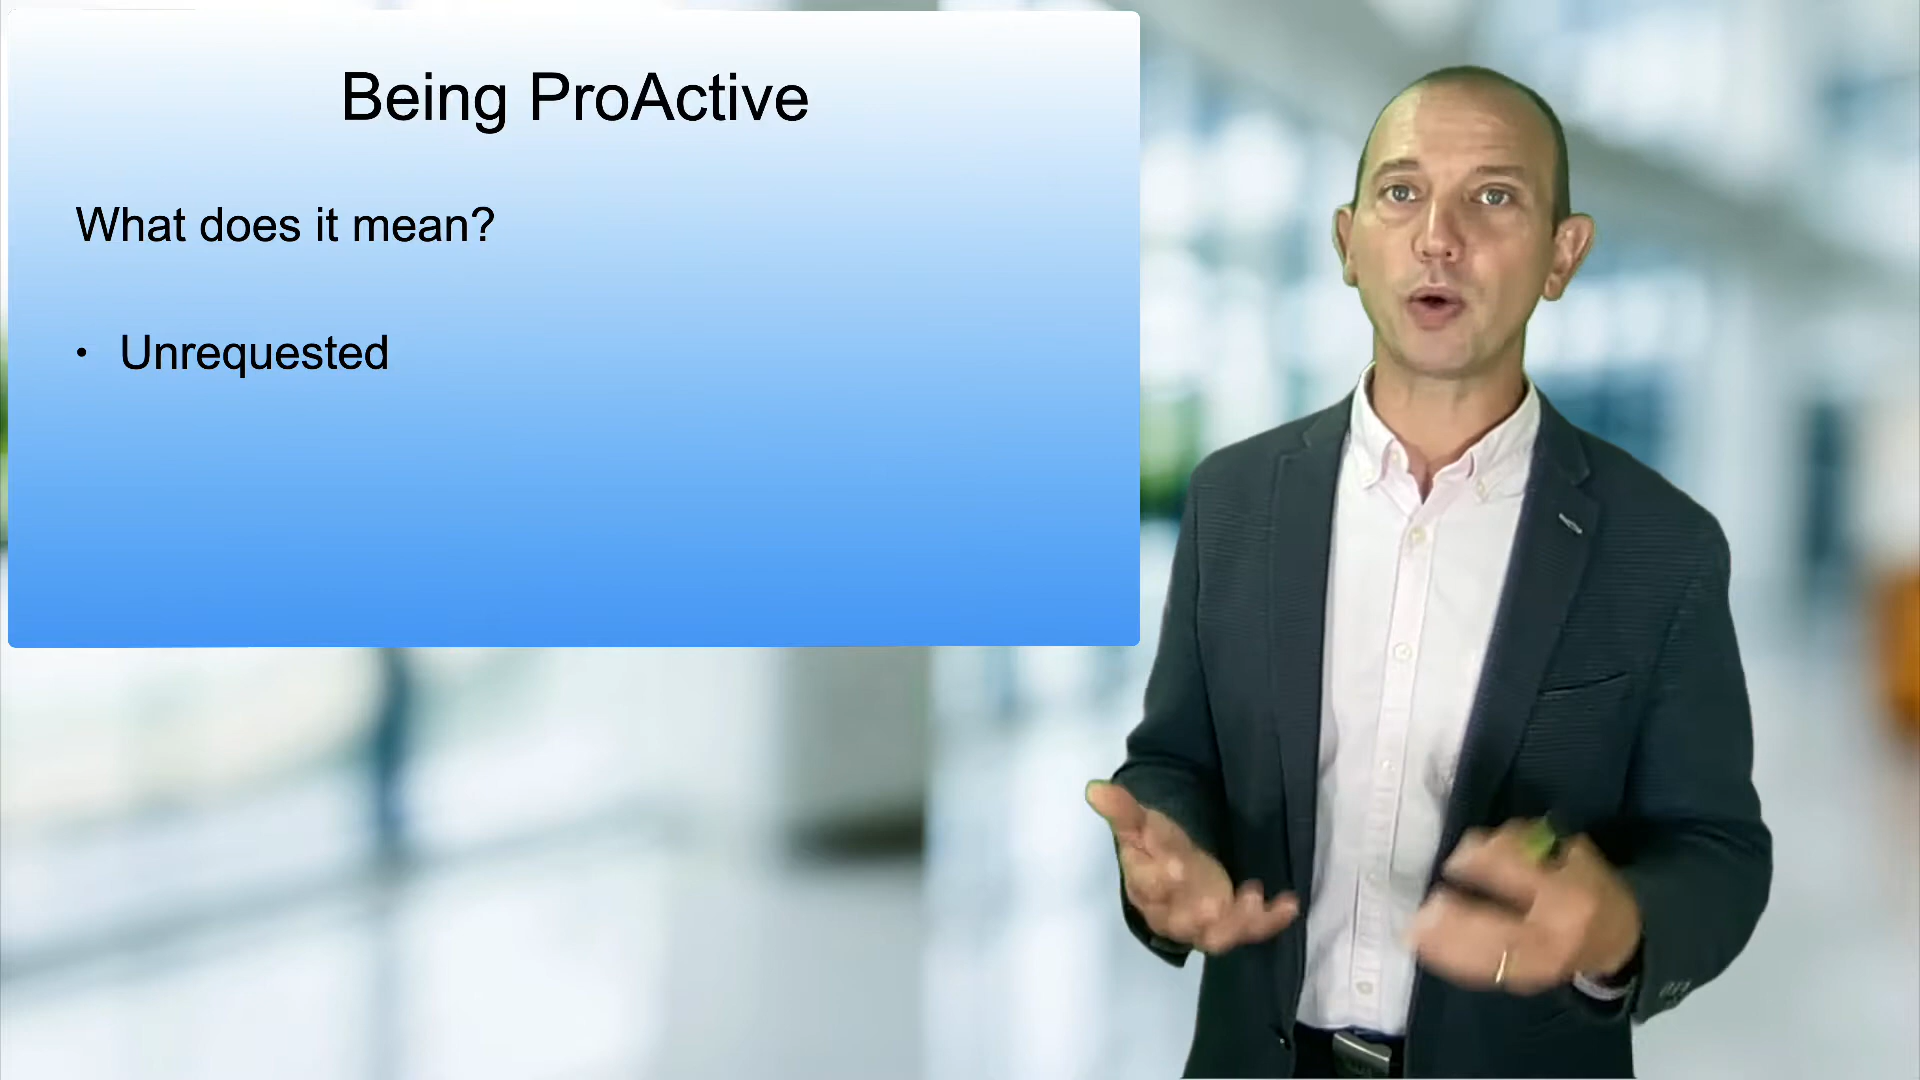 Being ProActive
What does it mean?
• Unrequested